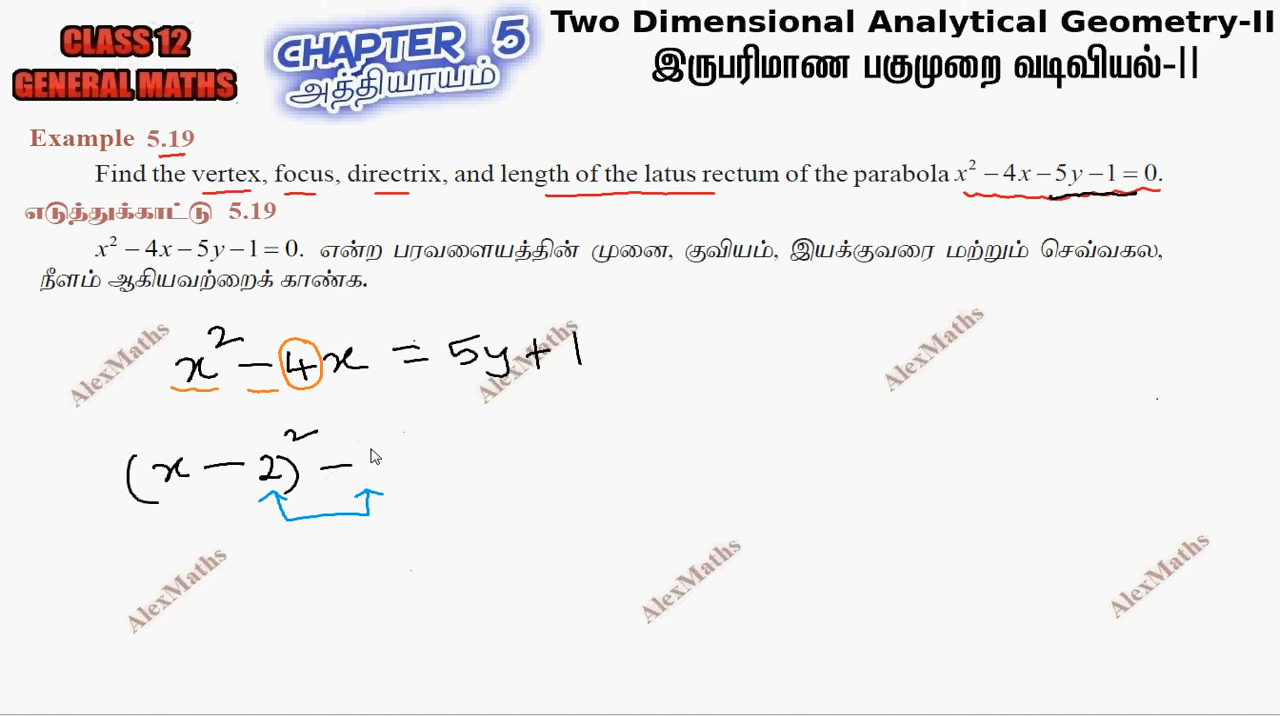 CLASS 12
GENERAL MATHS
CHAPTER 5
அத்தியாயம்
Two Dimensional Analytical Geometry-II
இருபரிமாண பகுமுறை வடிவியல்-II
Example 5.19
Find the vertex, focus, directrix, and length of the latus rectum of the parabola x² − 4x − 5y − 1 = 0.
எடுத்துக்காட்டு 5.19
x² − 4x − 5y − 1 = 0. என்ற பரவளையத்தின் முனை, குவியம், இயக்குவரை மற்றும் செவ்வகல,
நீளம் ஆகியவற்றைக் காண்க.
x² − 4x = 5y + 1
(x − 2)² −
AlexMaths
AlexMaths
AlexMaths
AlexMaths
AlexMaths
AlexMaths